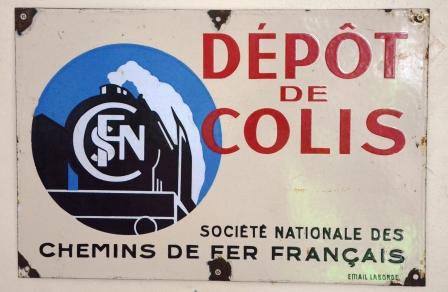 DÉPÔT
DE
COLIS
SNCF
SOCIÉTÉ NATIONALE DES
CHEMINS DE FER FRANÇAIS
EMAIL LABORDE